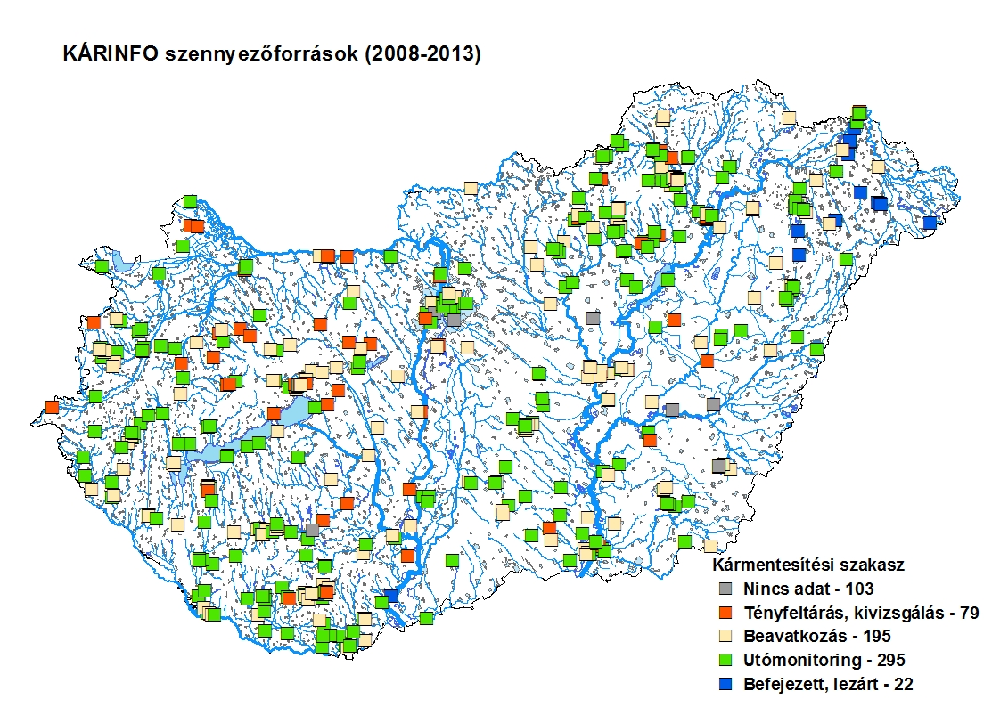 KÁRINFO szennyezőforrások (2008-2013)
Kármentesítési szakasz
Nincs adat - 103
Tényfeltárás, kivizsgálás - 79
Beavatkozás - 195
Utómonitoring - 295
Befejezett, lezárt - 22